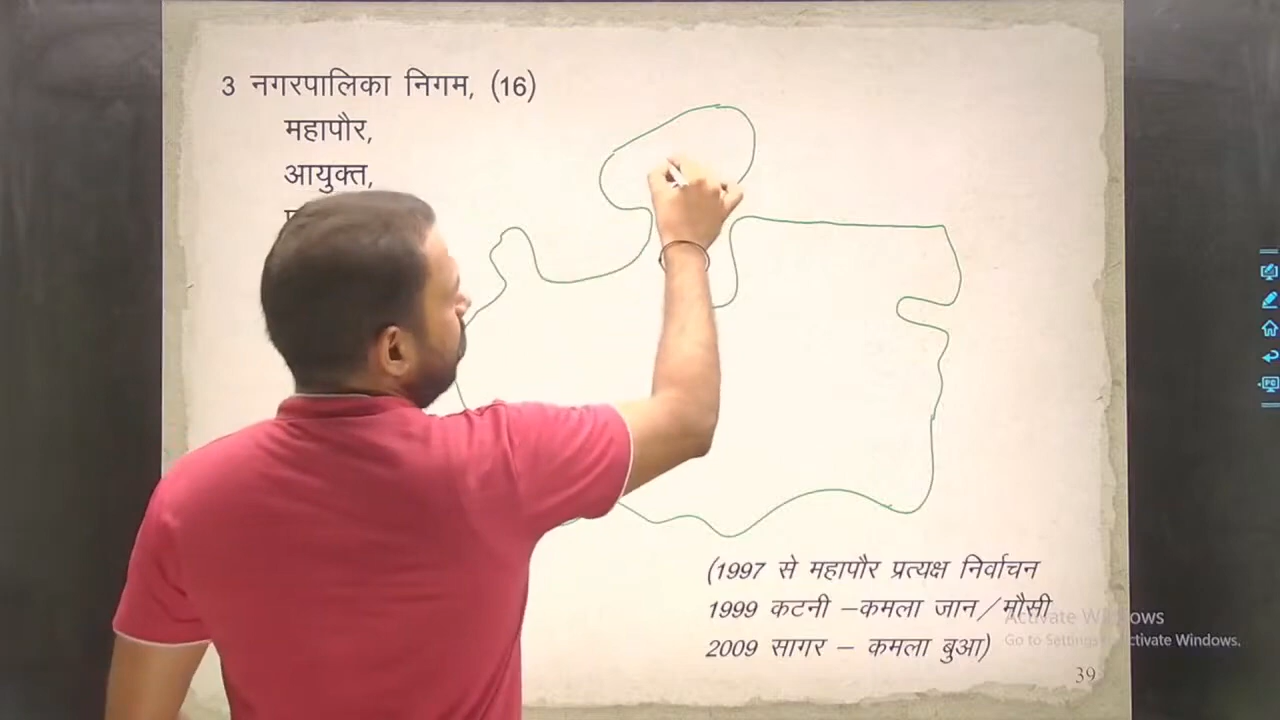 3 नगरपालिका निगम, (16)
महापौर,
आयुक्त,
(1997 से महापौर प्रत्यक्ष निर्वाचन
1999 कटनी –कमला जान/मौसी
2009 सागर – कमला बुआ)
Activate Windows
Go to Settings to activate Windows.
39
PC